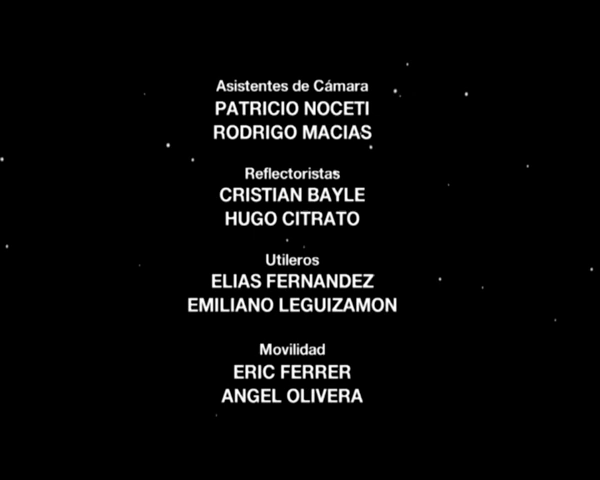 Asistentes de Cámara
PATRICIO NOCETI
RODRIGO MACIAS
Reflectoristas
CRISTIAN BAYLE
HUGO CITRATO
Utileros
ELIAS FERNANDEZ
EMILIANO LEGUIZAMON
Movilidad
ERIC FERRER
ANGEL OLIVERA